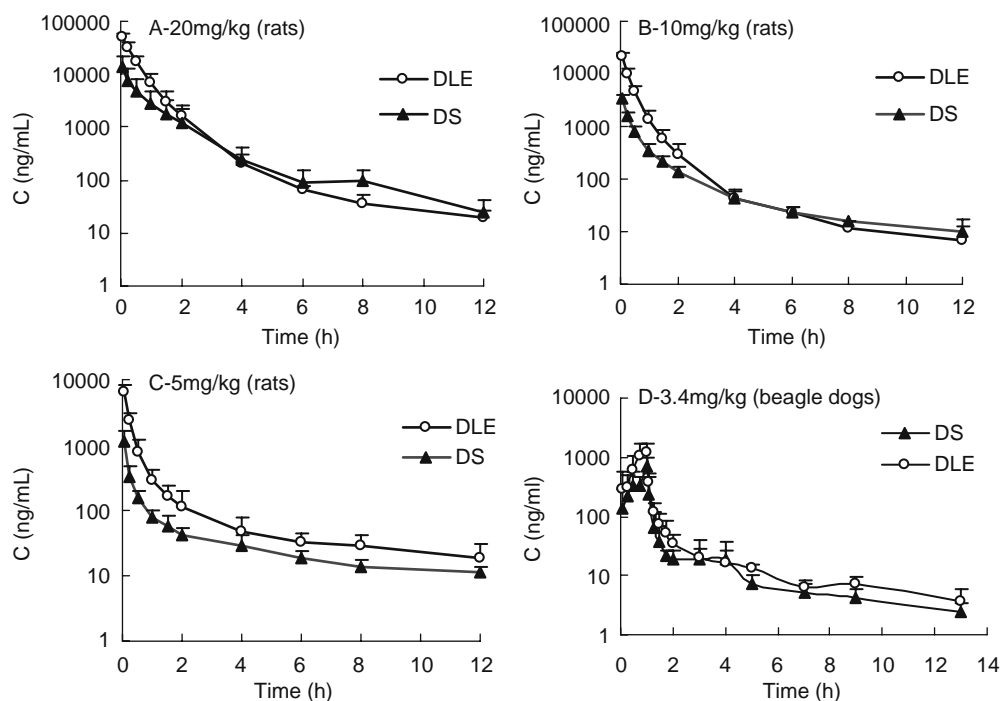 A-20mg/kg (rats)
100000
10000
1000
100
10
1
C (ng/mL)
DLE
DS
0 2 4 6 8 10 12
Time (h)
B-10mg/kg (rats)
100000
10000
1000
100
10
1
C (ng/mL)
DLE
DS
0 2 4 6 8 10 12
Time (h)
C-5mg/kg (rats)
10000
1000
100
10
1
C (ng/mL)
DLE
DS
0 2 4 6 8 10 12
Time (h)
D-3.4mg/kg (beagle dogs)
10000
1000
100
10
1
C (ng/ml)
DS
DLE
0 2 4 6 8 10 12 14
Time (h)